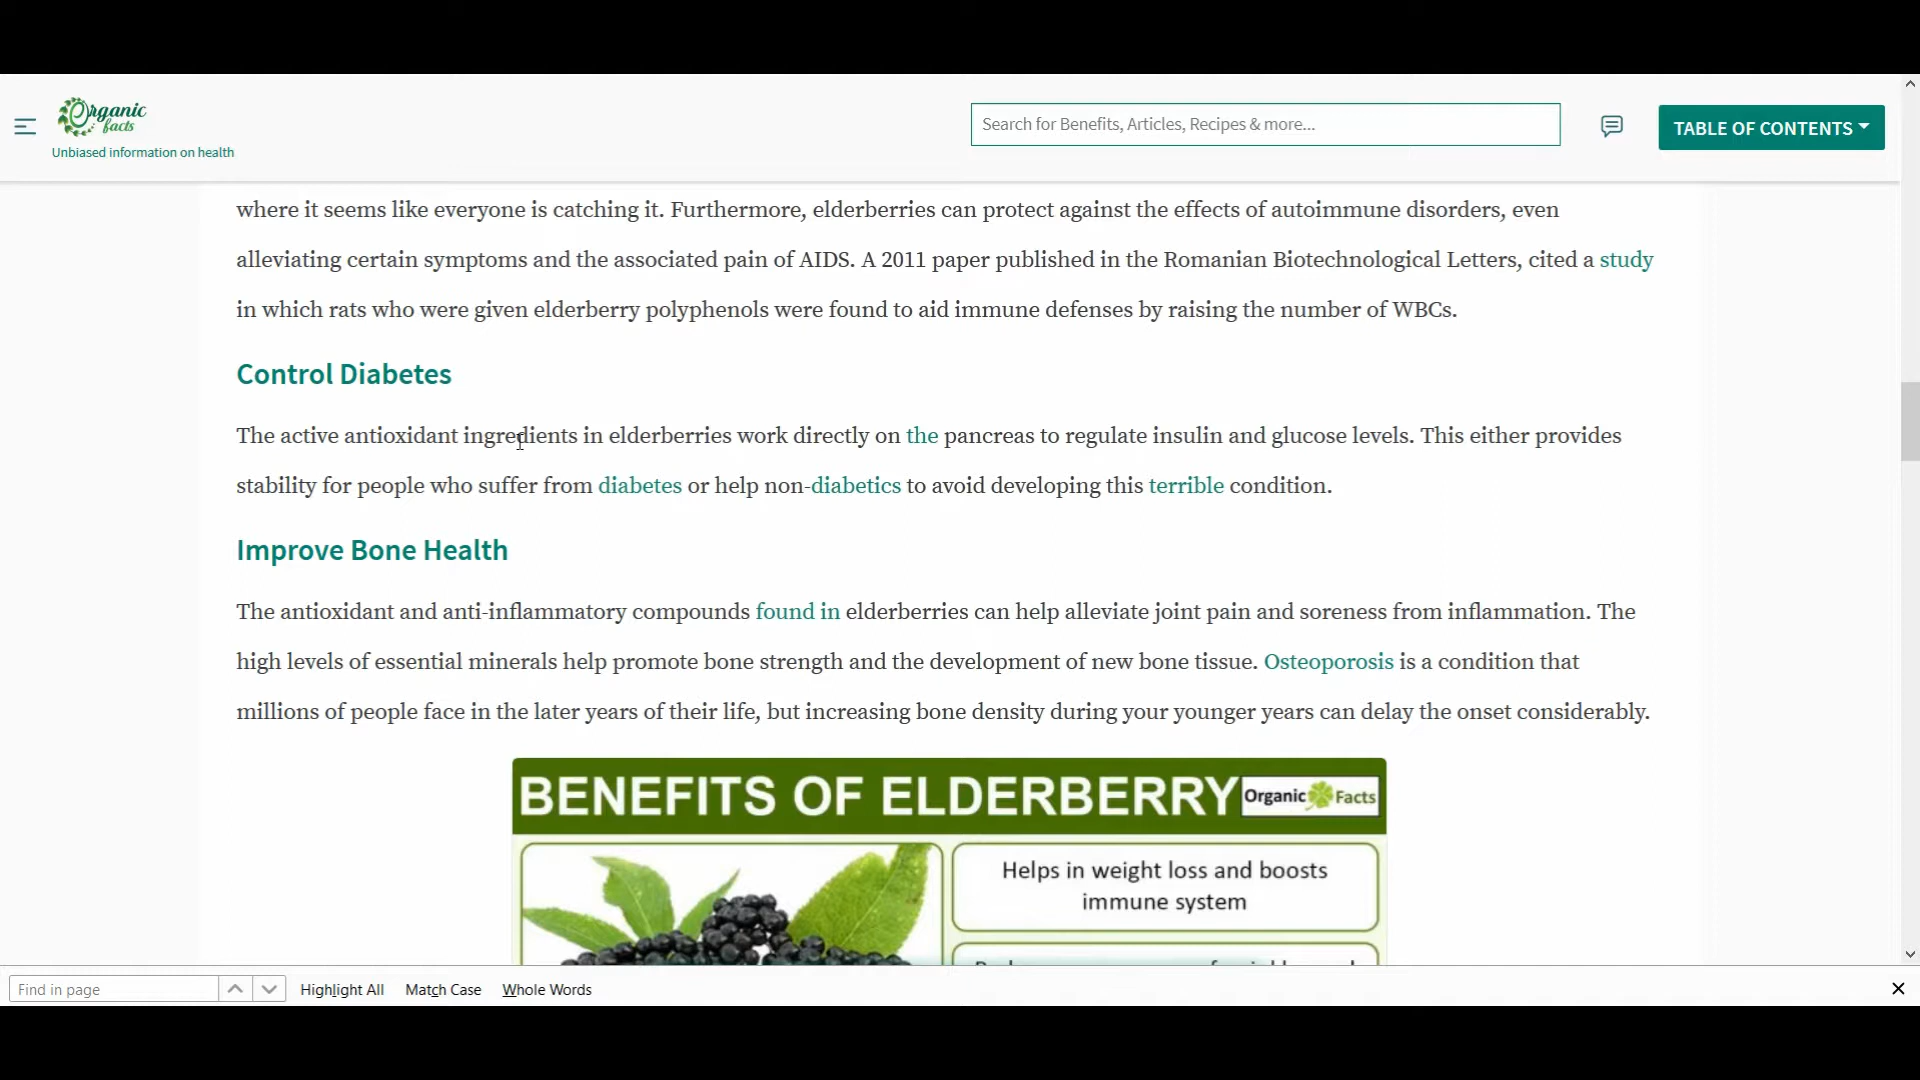 Organic
facts
Unbiased information on health
Search for Benefits, Articles, Recipes & more...
TABLE OF CONTENTS
where it seems like everyone is catching it. Furthermore, elderberries can protect against the effects of autoimmune disorders, even
alleviating certain symptoms and the associated pain of AIDS. A 2011 paper published in the Romanian Biotechnological Letters, cited a study
in which rats who were given elderberry polyphenols were found to aid immune defenses by raising the number of WBCs.
Control Diabetes
The active antioxidant ingredients in elderberries work directly on the pancreas to regulate insulin and glucose levels. This either provides
stability for people who suffer from diabetes or help non-diabetics to avoid developing this terrible condition.
Improve Bone Health
The antioxidant and anti-inflammatory compounds found in elderberries can help alleviate joint pain and soreness from inflammation. The
high levels of essential minerals help promote bone strength and the development of new bone tissue. Osteoporosis is a condition that
millions of people face in the later years of their life, but increasing bone density during your younger years can delay the onset considerably.
BENEFITS OF ELDERBERRY
Organic Facts
Helps in weight loss and boosts
immune system
Find in page
Highlight All
Match Case
Whole Words